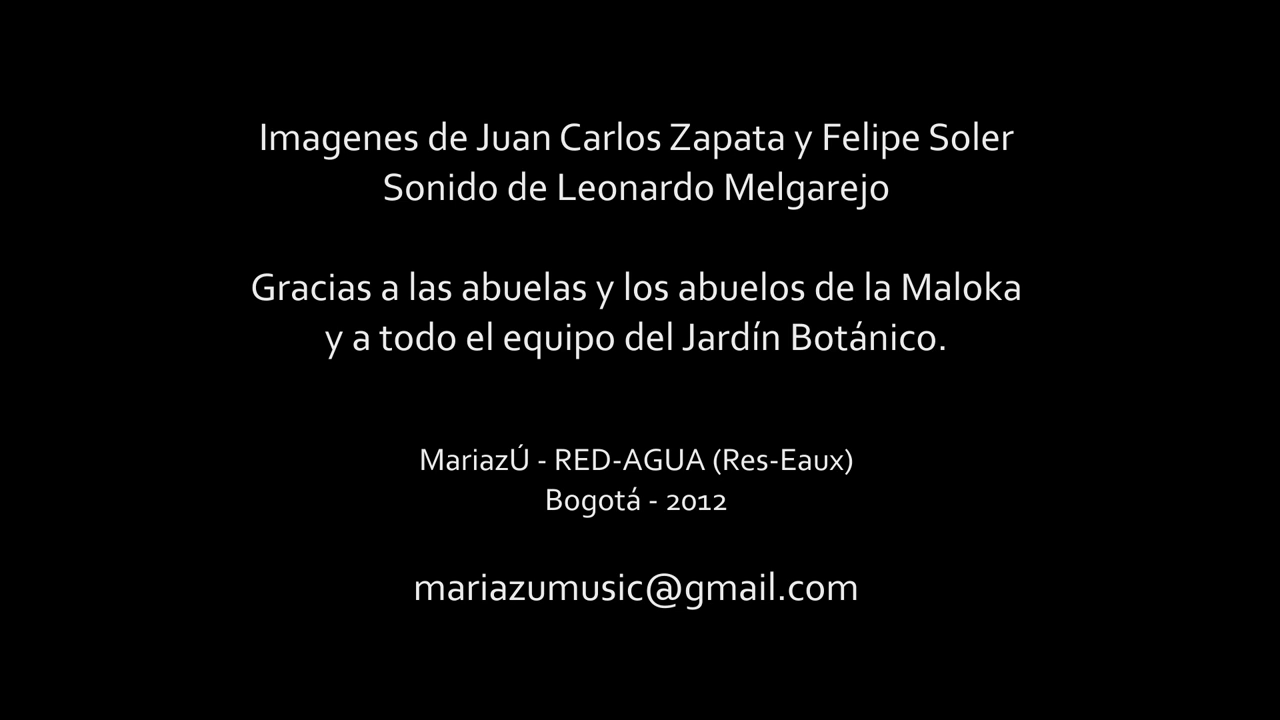 Imagenes de Juan Carlos Zapata y Felipe Soler
Sonido de Leonardo Melgarejo
Gracias a las abuelas y los abuelos de la Maloka
y a todo el equipo del Jardín Botánico.
MariazÚ - RED-AGUA (Res-Eaux)
Bogotá - 2012
mariazumusic@gmail.com